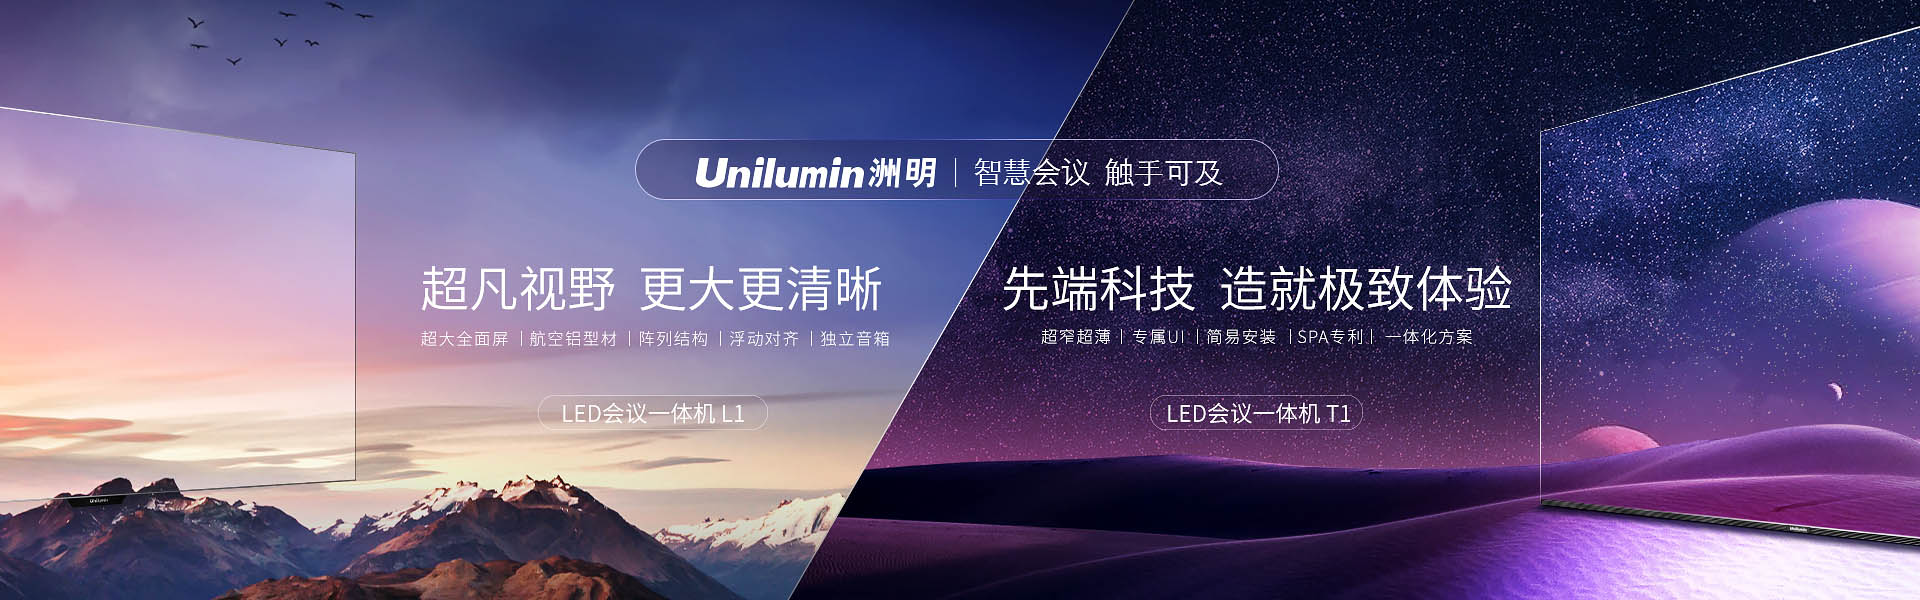 Unilumin洲明 | 智慧会议 触手可及
超凡视野 更大更清晰
超大全面屏 | 航空铝型材 | 阵列结构 | 浮动对齐 | 独立音箱
LED会议一体机 L1
先端科技 造就极致体验
超窄超薄 | 专属UI | 简易安装 | SPA专利 | 一体化方案
LED会议一体机 T1
Unilumin
Unilumin